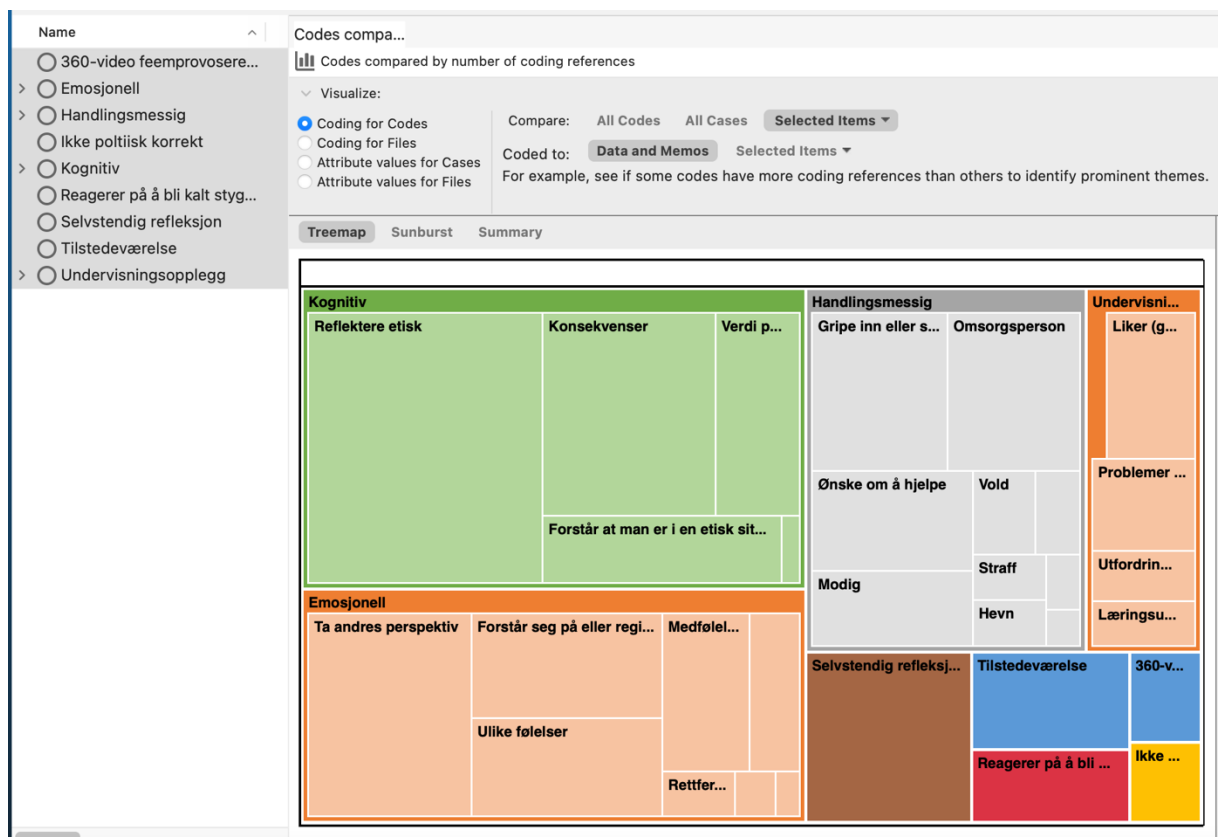 Name
360-video feemprovosere...
Emosjonell
Handlingsmessig
Ikke poltiisk korrekt
Kognitiv
Reagerer på å bli kalt styg...
Selvstendig refleksjon
Tilstedeværelse
Undervisningsopplegg
Codes compa...
Codes compared by number of coding references
Visualize:
Coding for Codes
Coding for Files
Attribute values for Cases
Attribute values for Files
Compare: All Codes All Cases Selected Items
Coded to: Data and Memos Selected Items
For example, see if some codes have more coding references than others to identify prominent themes.
Treemap Sunburst Summary
Kognitiv
Reflektere etisk
Konsekvenser
Verdi p...
Forstår at man er i en etisk sit...
Emosjonell
Ta andres perspektiv
Forstår seg på eller regi...
Medfølel...
Ulike følelser
Rettfer...
Handlingsmessig
Gripe inn eller s...
Omsorgsperson
Ønske om å hjelpe
Vold
Straff
Modig
Hevn
Undervisni...
Liker (g...
Problemer ...
Utfordrin...
Læringsu...
Selvstendig refleksj...
Tilstedeværelse
360-v...
Reagerer på å bli ...
Ikke ...